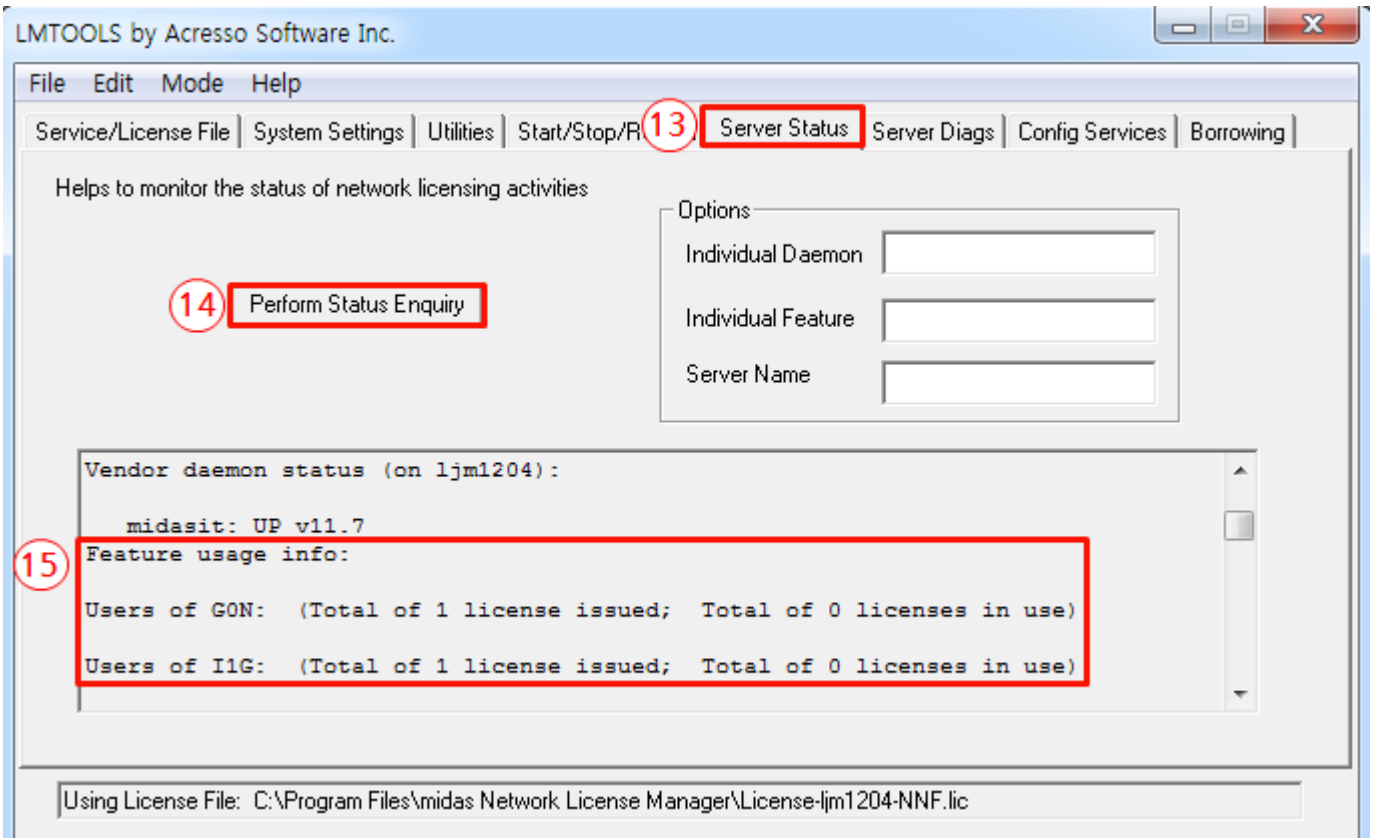 LMTOOLS by Acresso Software Inc.
File Edit Mode Help
Service/License File System Settings Utilities Start/Stop/R 13 Server Status Server Diags Config Services Borrowing
Helps to monitor the status of network licensing activities
Options
Individual Daemon
14 Perform Status Enquiry
Individual Feature
Server Name
Vendor daemon status (on ljm1204):
midasit: UP v11.7
15 Feature usage info:
Users of G0N: (Total of 1 license issued; Total of 0 licenses in use)
Users of I1G: (Total of 1 license issued; Total of 0 licenses in use)
Using License File: C:\Program Files\midas Network License Manager\License-ljm1204-NNF.lic